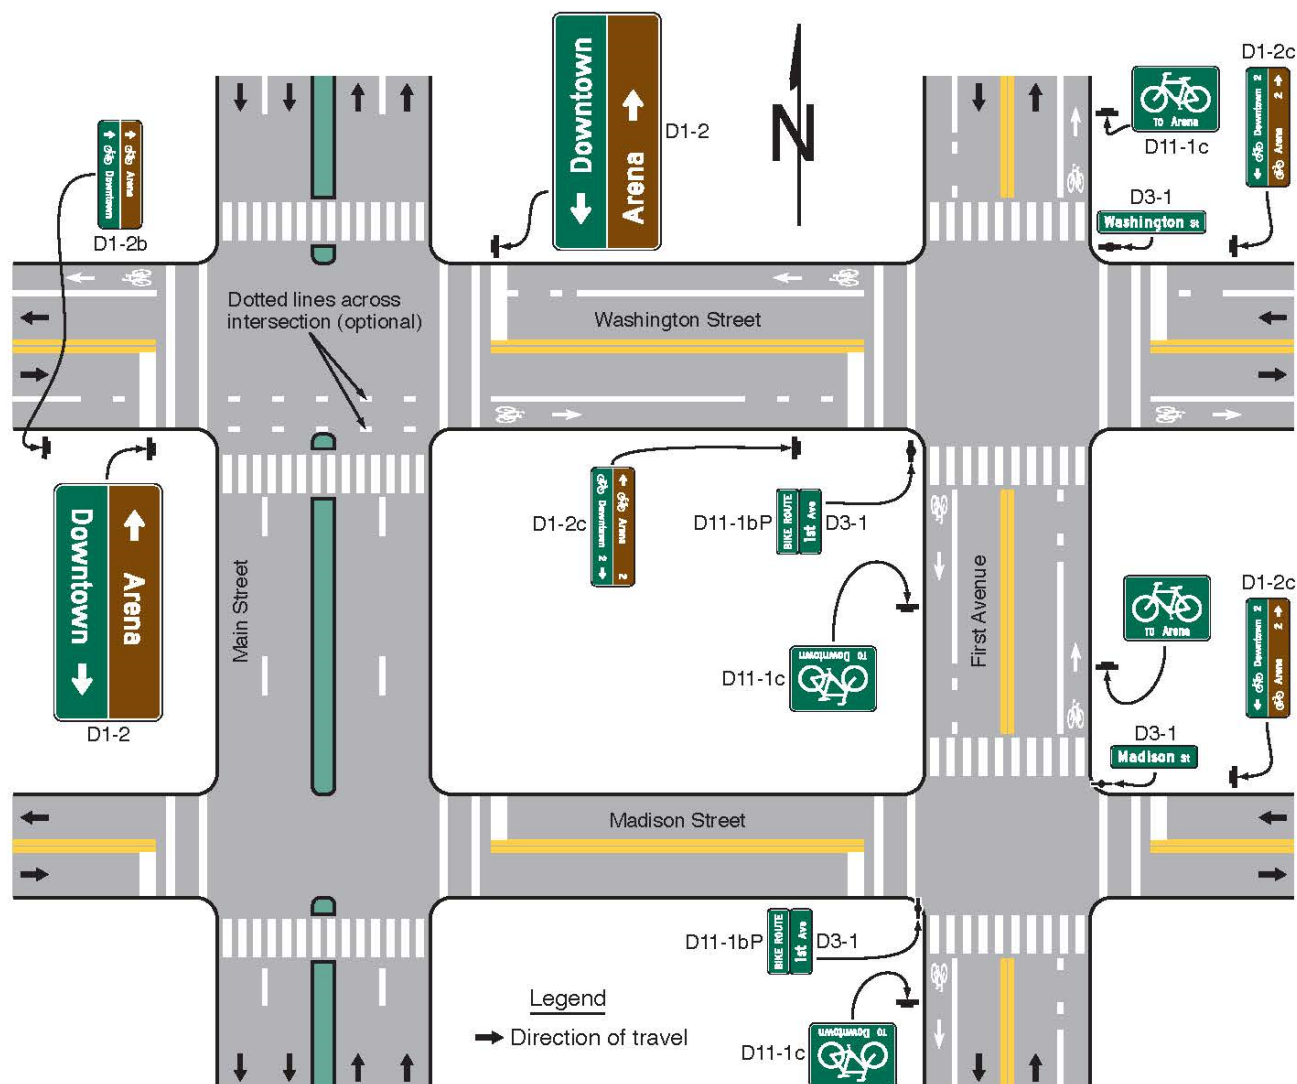 D1-2c
TO Arena
D11-1c
Downtown 2
Arena 2
D3-1
Washington St
Downtown
Arena
D1-2
N
Arena
Downtown
D1-2b
Dotted lines across
intersection (optional)
Washington Street
Arena
Downtown
D1-2
Main Street
D1-2c
Arena 2
Downtown 2
D11-1bP
BIKE ROUTE
1st Ave
D3-1
First Avenue
D11-1c
TO Downtown
TO Arena
D1-2c
Downtown 2
Arena 2
D3-1
Madison St
Madison Street
D11-1bP
BIKE ROUTE
1st Ave
D3-1
Legend
Direction of travel
D11-1c
TO Downtown